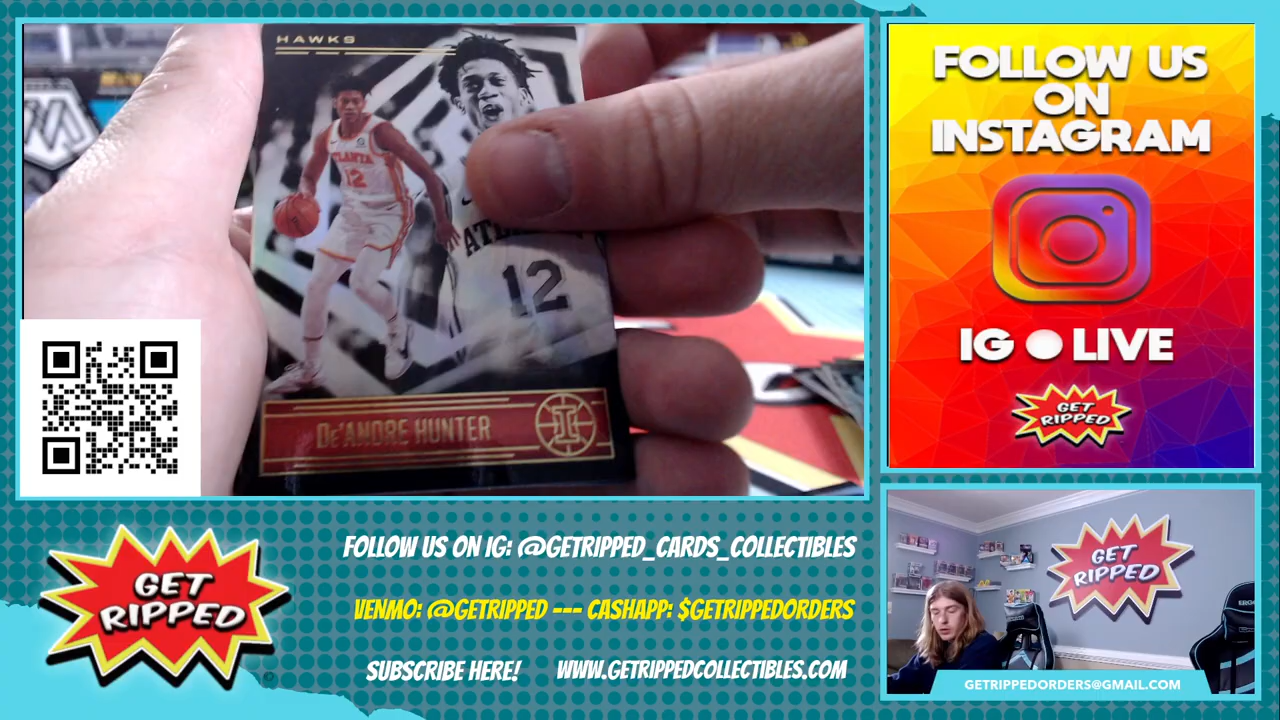 HAWKS
ATLANTA
12
12
De'ANDRE HUNTER
FOLLOW US
ON
INSTAGRAM
IG LIVE
GET
RIPPED
GET
RIPPED
FOLLOW US ON IG: @GETRIPPED_CARDS_COLLECTIBLES
VENMO: @GETRIPPED --- CASHAPP: $GETRIPPEDORDERS
SUBSCRIBE HERE!
WWW.GETRIPPEDCOLLECTIBLES.COM
GET
RIPPED
GETRIPPEDORDERS@GMAIL.COM